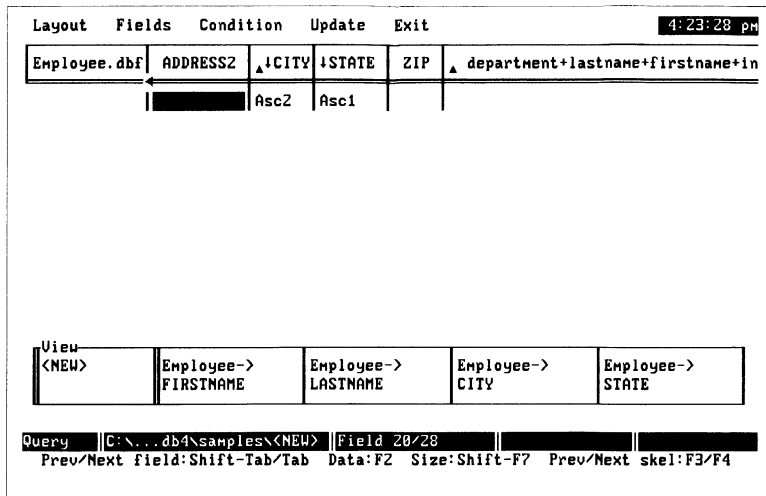 Layout Fields Condition Update Exit 4:23:28 pm
Employee.dbf ADDRESS2 ▲↓CITY ↓STATE ZIP ▲ department+lastname+firstname+in
Asc2 Asc1
View
<NEW> Employee-> Employee-> Employee-> Employee->
FIRSTNAME LASTNAME CITY STATE
Query C:\...db4\samples\<NEW> Field 20/28
Prev/Next field:Shift-Tab/Tab Data:F2 Size:Shift-F7 Prev/Next skel:F3/F4